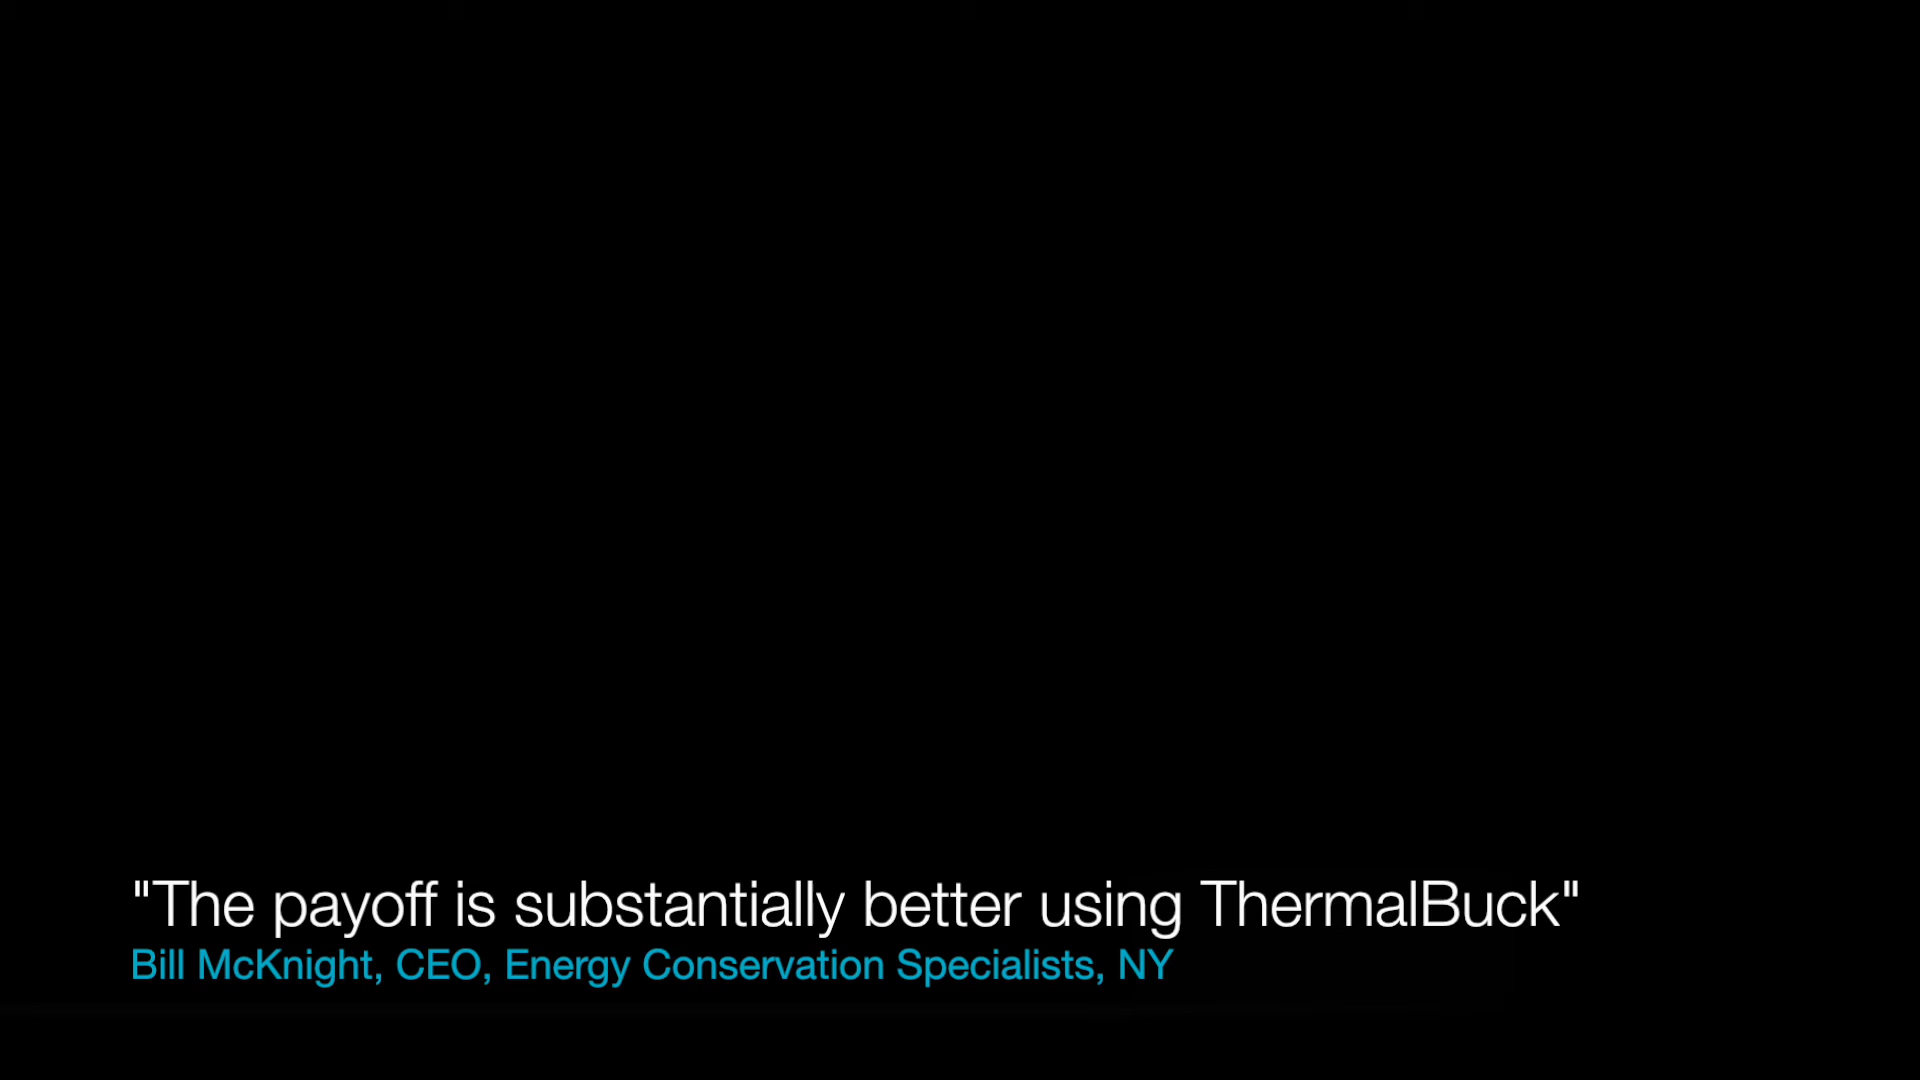 "The payoff is substantially better using ThermalBuck"
Bill McKnight, CEO, Energy Conservation Specialists, NY